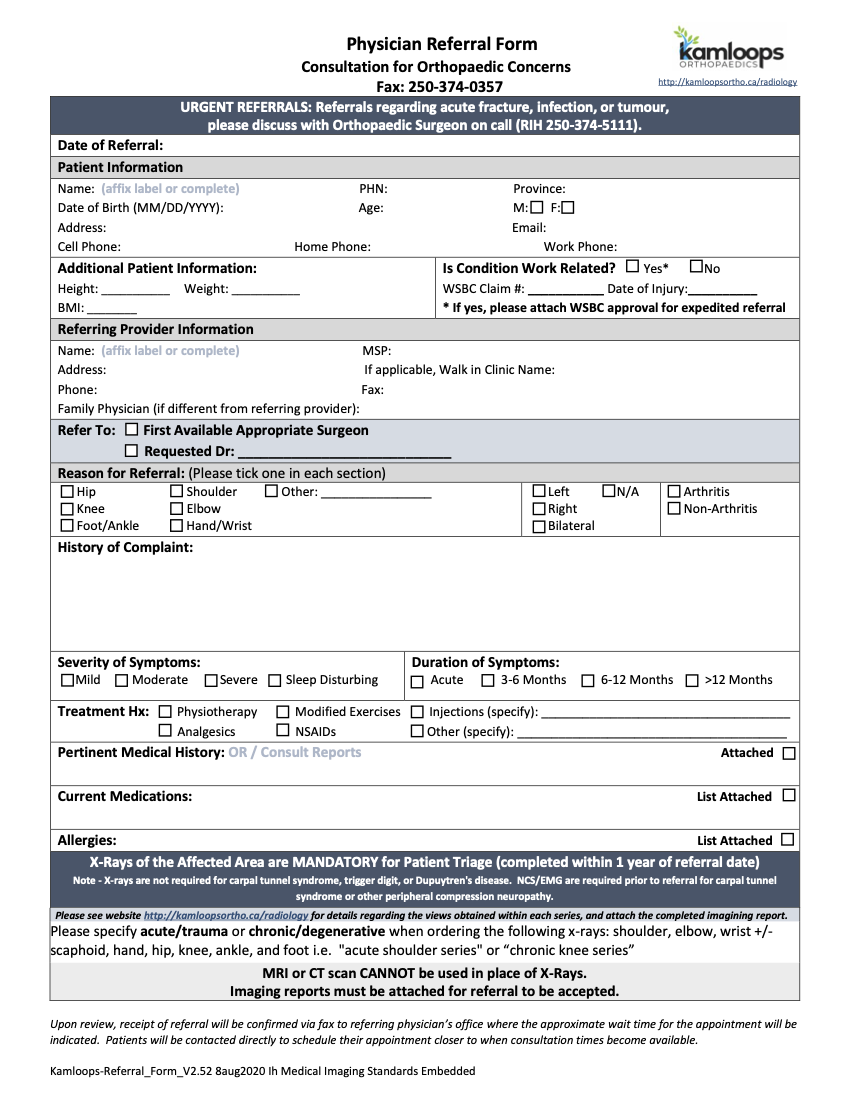 Physician Referral Form
Consultation for Orthopaedic Concerns
Fax: 250-374-0357
kamloops
ORTHOPAEDICS
http://kamloopsortho.ca/radiology
URGENT REFERRALS: Referrals regarding acute fracture, infection, or tumour,
please discuss with Orthopaedic Surgeon on call (RIH 250-374-5111).
Date of Referral:
Patient Information
Name: (affix label or complete) PHN: Province:
Date of Birth (MM/DD/YYYY): Age: M:☐ F:☐
Address: Email:
Cell Phone: Home Phone: Work Phone:
Additional Patient Information:
Height: __________ Weight: __________
BMI: _______
Is Condition Work Related? ☐ Yes* ☐No
WSBC Claim #: ___________ Date of Injury:__________
* If yes, please attach WSBC approval for expedited referral
Referring Provider Information
Name: (affix label or complete) MSP:
Address: If applicable, Walk in Clinic Name:
Phone: Fax:
Family Physician (if different from referring provider):
Refer To: ☐ First Available Appropriate Surgeon
☐ Requested Dr: ______________________________
Reason for Referral: (Please tick one in each section)
☐ Hip ☐ Shoulder ☐ Other: ________________ ☐ Left ☐ N/A ☐ Arthritis
☐ Knee ☐ Elbow ☐ Right ☐ Non-Arthritis
☐ Foot/Ankle ☐ Hand/Wrist ☐ Bilateral
History of Complaint:
Severity of Symptoms:
☐ Mild ☐ Moderate ☐ Severe ☐ Sleep Disturbing
Duration of Symptoms:
☐ Acute ☐ 3-6 Months ☐ 6-12 Months ☐ >12 Months
Treatment Hx: ☐ Physiotherapy ☐ Modified Exercises ☐ Injections (specify): ____________________________________
☐ Analgesics ☐ NSAIDs ☐ Other (specify): _______________________________________
Pertinent Medical History: OR / Consult Reports Attached ☐
Current Medications: List Attached ☐
Allergies: List Attached ☐
X-Rays of the Affected Area are MANDATORY for Patient Triage (completed within 1 year of referral date)
Note - X-rays are not required for carpal tunnel syndrome, trigger digit, or Dupuytren's disease. NCS/EMG are required prior to referral for carpal tunnel
syndrome or other peripheral compression neuropathy.
Please see website http://kamloopsortho.ca/radiology for details regarding the views obtained within each series, and attach the completed imagining report.
Please specify acute/trauma or chronic/degenerative when ordering the following x-rays: shoulder, elbow, wrist +/-
scaphoid, hand, hip, knee, ankle, and foot i.e. "acute shoulder series" or “chronic knee series”
MRI or CT scan CANNOT be used in place of X-Rays.
Imaging reports must be attached for referral to be accepted.
Upon review, receipt of referral will be confirmed via fax to referring physician’s office where the approximate wait time for the appointment will be
indicated. Patients will be contacted directly to schedule their appointment closer to when consultation times become available.
Kamloops-Referral_Form_V2.52 8aug2020 Ih Medical Imaging Standards Embedded